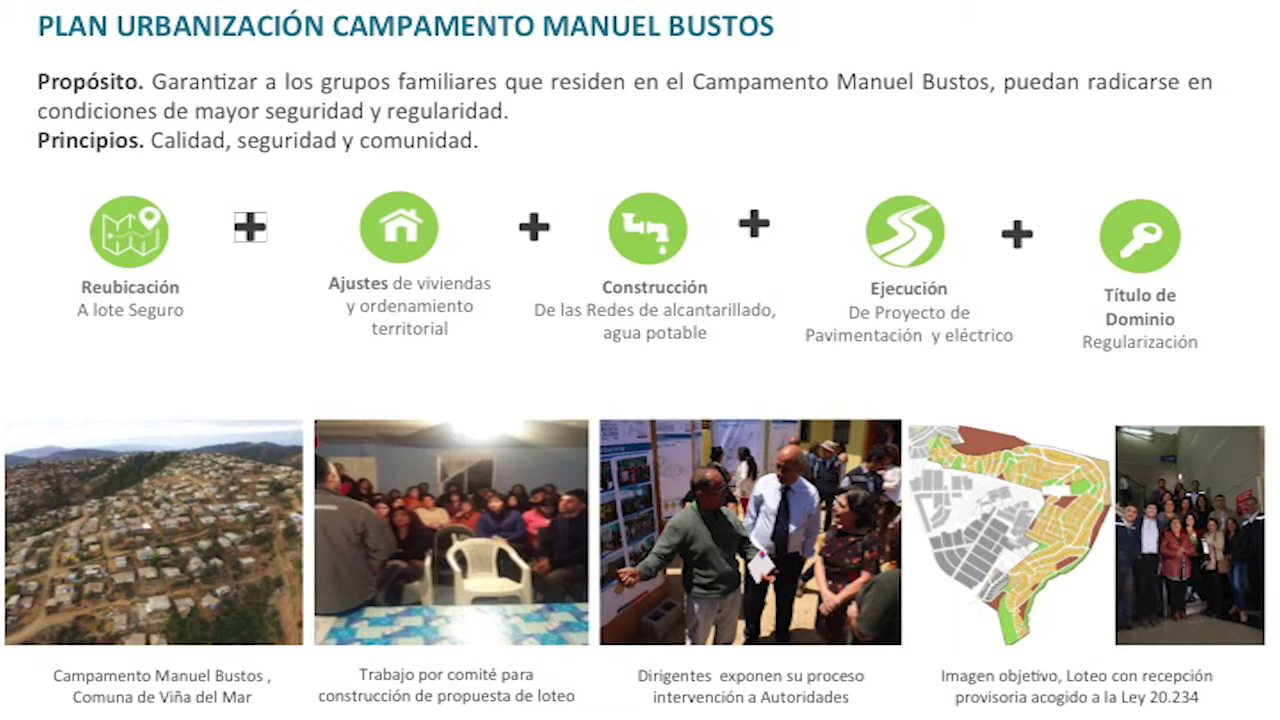 PLAN URBANIZACIÓN CAMPAMENTO MANUEL BUSTOS
Propósito. Garantizar a los grupos familiares que residen en el Campamento Manuel Bustos, puedan radicarse en
condiciones de mayor seguridad y regularidad.
Principios. Calidad, seguridad y comunidad.
Reubicación
A lote Seguro
Ajustes de viviendas
y ordenamiento
territorial
Construcción
De las Redes de alcantarillado,
agua potable
Ejecución
De Proyecto de
Pavimentación y eléctrico
Título de
Dominio
Regularización
Campamento Manuel Bustos ,
Comuna de Viña del Mar
Trabajo por comité para
construcción de propuesta de loteo
Dirigentes exponen su proceso
intervención a Autoridades
Imagen objetivo, Loteo con recepción
provisoria acogido a la Ley 20.234